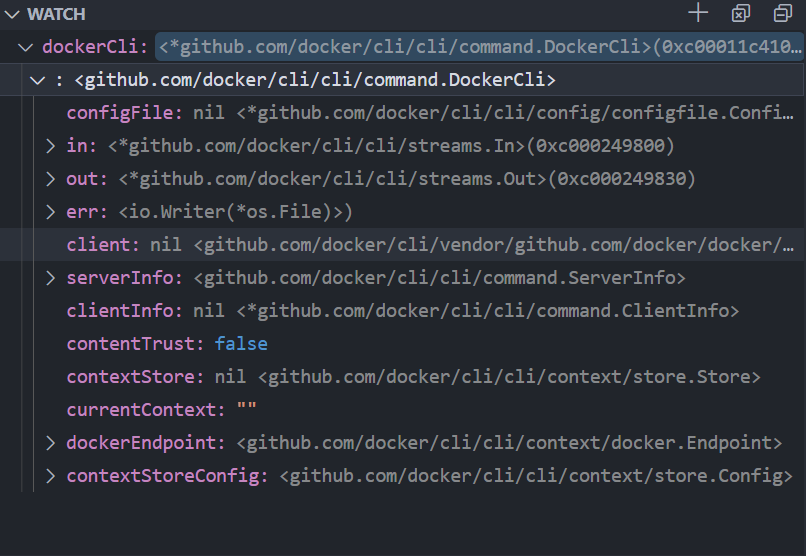 WATCH
dockerCli: <*github.com/docker/cli/cli/command.DockerCli>(0xc00011c410…
: <github.com/docker/cli/cli/command.DockerCli>
configFile: nil <*github.com/docker/cli/cli/config/configfile.Confi…
in: <*github.com/docker/cli/cli/streams.In>(0xc000249800)
out: <*github.com/docker/cli/cli/streams.Out>(0xc000249830)
err: <io.Writer(*os.File)>)
client: nil <github.com/docker/cli/vendor/github.com/docker/docker/…
serverInfo: <github.com/docker/cli/cli/command.ServerInfo>
clientInfo: nil <*github.com/docker/cli/cli/command.ClientInfo>
contentTrust: false
contextStore: nil <github.com/docker/cli/cli/context/store.Store>
currentContext: ""
dockerEndpoint: <github.com/docker/cli/cli/context/docker.Endpoint>
contextStoreConfig: <github.com/docker/cli/cli/context/store.Config>